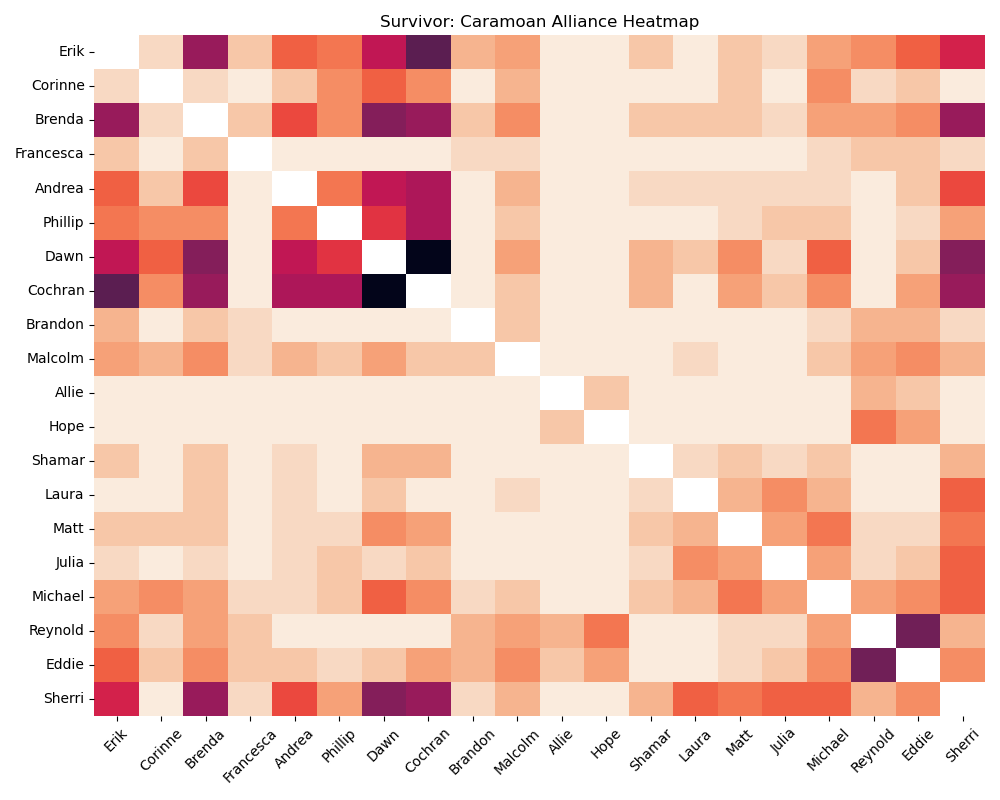 Survivor: Caramoan Alliance Heatmap
Erik
Corinne
Brenda
Francesca
Andrea
Phillip
Dawn
Cochran
Brandon
Malcolm
Allie
Hope
Shamar
Laura
Matt
Julia
Michael
Reynold
Eddie
Sherri
Erik Corinne Brenda Francesca Andrea Phillip Dawn Cochran Brandon Malcolm Allie Hope Shamar Laura Matt Julia Michael Reynold Eddie Sherri